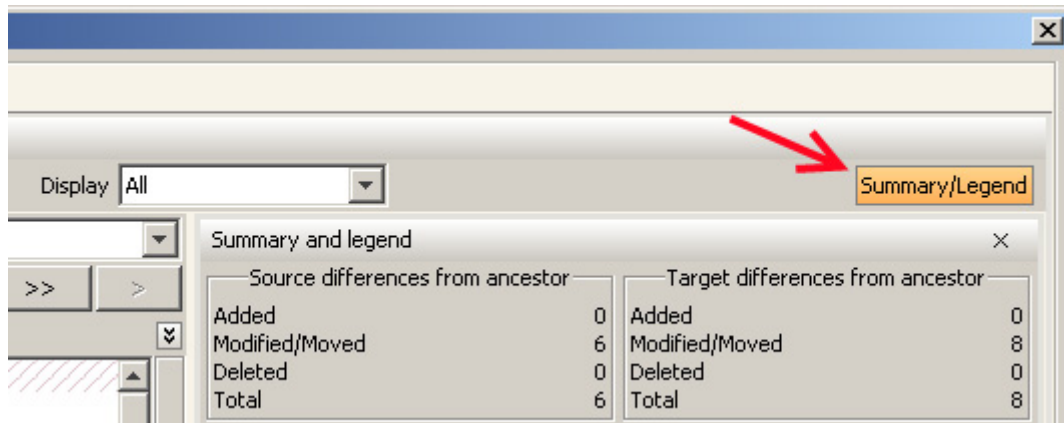 Display All Summary/Legend
Summary and legend
>> >
Source differences from ancestor Target differences from ancestor
Added 0 Added 0
Modified/Moved 6 Modified/Moved 8
Deleted 0 Deleted 0
Total 6 Total 8